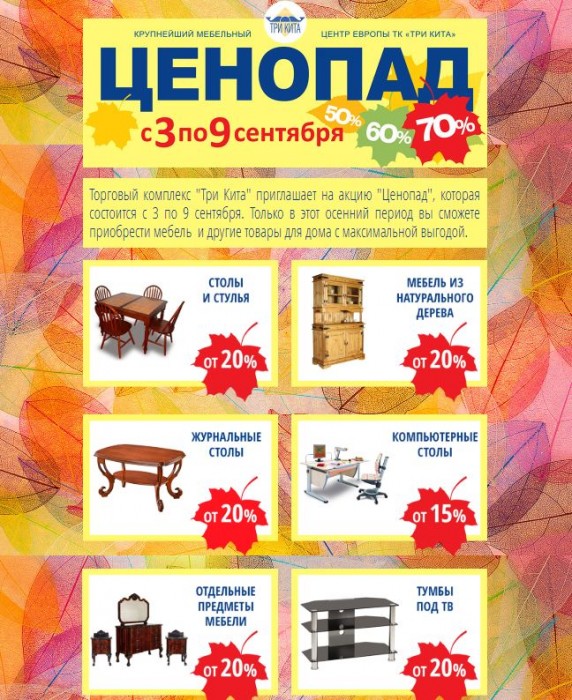 ТРИ КИТА
КРУПНЕЙШИЙ МЕБЕЛЬНЫЙ ЦЕНТР ЕВРОПЫ ТК «ТРИ КИТА»
ЦЕНОПАД
с 3 по 9 сентября
50% 60% 70%
Торговый комплекс "Три Кита" приглашает на акцию "Ценопад", которая
состоится с 3 по 9 сентября. Только в этот осенний период вы сможете
приобрести мебель и другие товары для дома с максимальной выгодой.
СТОЛЫ
И СТУЛЬЯ
от 20%
МЕБЕЛЬ ИЗ
НАТУРАЛЬНОГО
ДЕРЕВА
от 20%
ЖУРНАЛЬНЫЕ
СТОЛЫ
от 20%
КОМПЬЮТЕРНЫЕ
СТОЛЫ
от 15%
ОТДЕЛЬНЫЕ
ПРЕДМЕТЫ
МЕБЕЛИ
от 20%
ТУМБЫ
ПОД ТВ
от 20%